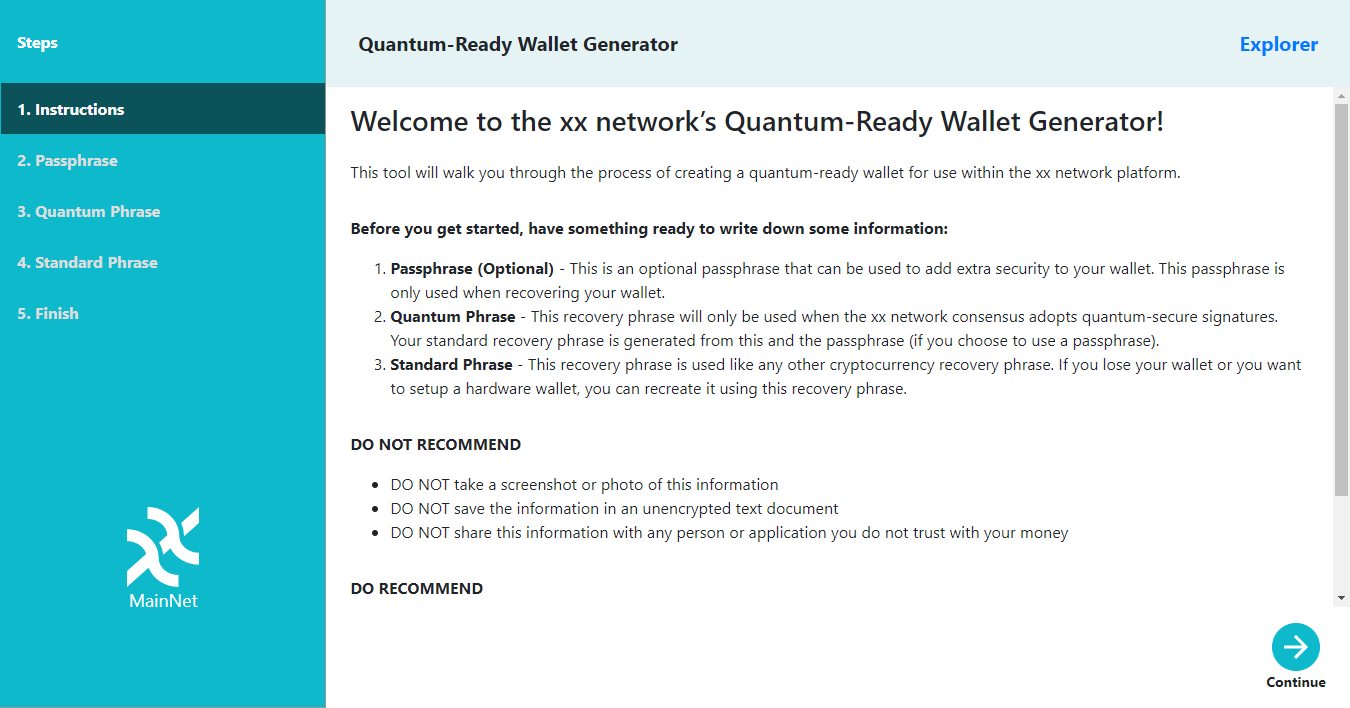 Steps
1. Instructions
2. Passphrase
3. Quantum Phrase
4. Standard Phrase
5. Finish
MainNet
Quantum-Ready Wallet Generator
Explorer
Welcome to the xx network’s Quantum-Ready Wallet Generator!
This tool will walk you through the process of creating a quantum-ready wallet for use within the xx network platform.
Before you get started, have something ready to write down some information:
1. Passphrase (Optional) - This is an optional passphrase that can be used to add extra security to your wallet. This passphrase is
only used when recovering your wallet.
2. Quantum Phrase - This recovery phrase will only be used when the xx network consensus adopts quantum-secure signatures.
Your standard recovery phrase is generated from this and the passphrase (if you choose to use a passphrase).
3. Standard Phrase - This recovery phrase is used like any other cryptocurrency recovery phrase. If you lose your wallet or you want
to setup a hardware wallet, you can recreate it using this recovery phrase.
DO NOT RECOMMEND
• DO NOT take a screenshot or photo of this information
• DO NOT save the information in an unencrypted text document
• DO NOT share this information with any person or application you do not trust with your money
DO RECOMMEND
Continue